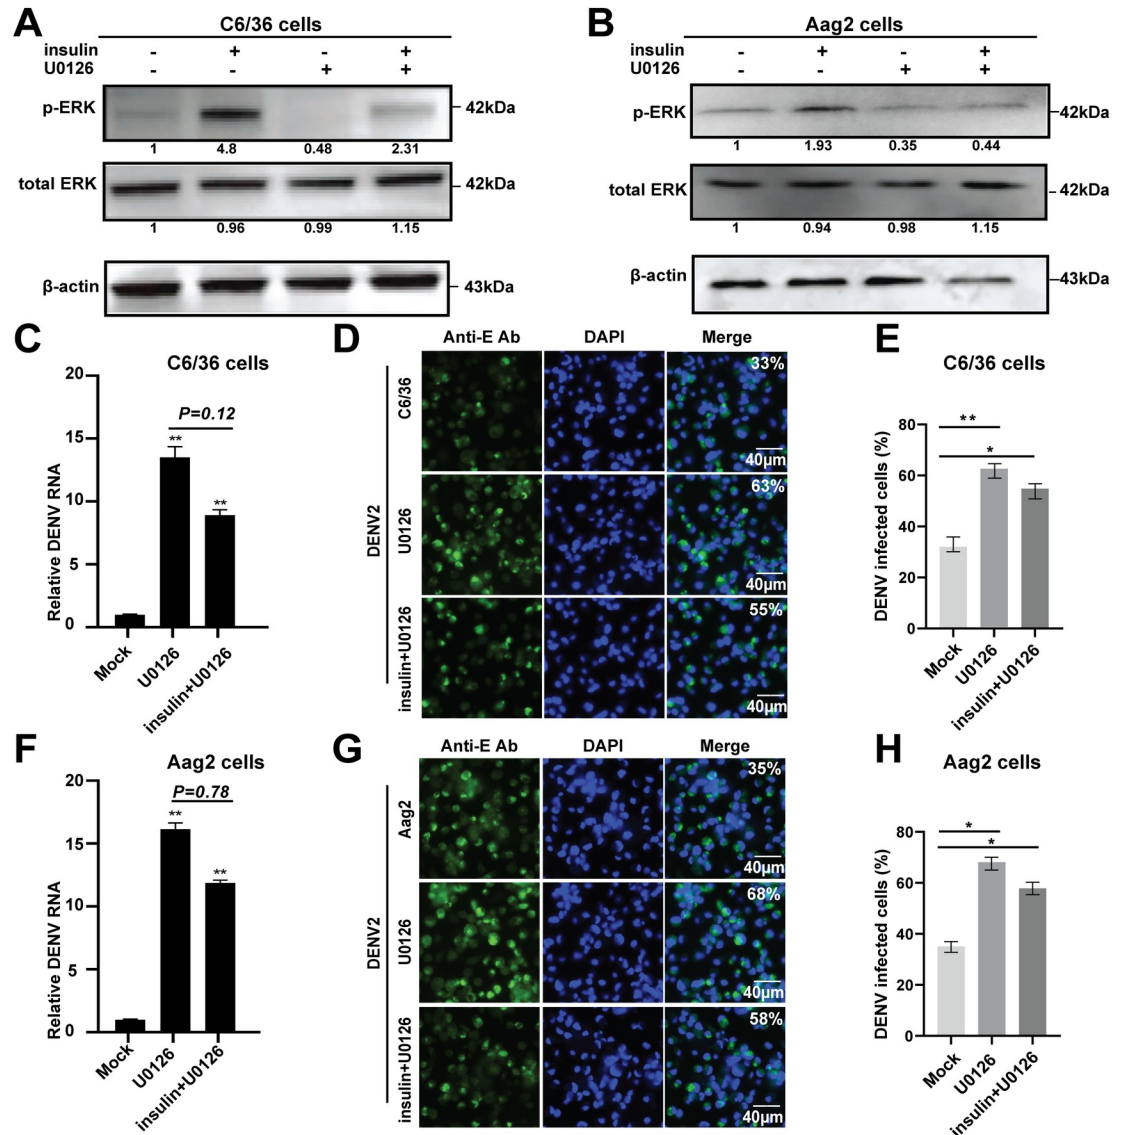 A
C6/36 cells
insulin - + - +
U0126 - - + +
p-ERK
42kDa
1 4.8 0.48 2.31
total ERK
42kDa
1 0.96 0.99 1.15
β-actin
43kDa
B
Aag2 cells
insulin - + - +
U0126 - - + +
p-ERK
42kDa
1 1.93 0.35 0.44
total ERK
42kDa
1 0.94 0.98 1.15
β-actin
43kDa
C
C6/36 cells
Relative DENV RNA
20
15
10
5
0
P=0.12
**
**
Mock
U0126
insulin+U0126
D
Anti-E Ab DAPI Merge
DENV2
C6/36
33%
40μm
U0126
63%
40μm
insulin+U0126
55%
40μm
E
C6/36 cells
DENV infected cells (%)
80
60
40
20
0
**
*
Mock
U0126
insulin+U0126
F
Aag2 cells
Relative DENV RNA
20
15
10
5
0
P=0.78
**
**
Mock
U0126
insulin+U0126
G
Anti-E Ab DAPI Merge
DENV2
Aag2
35%
40μm
U0126
68%
40μm
insulin+U0126
58%
40μm
H
Aag2 cells
DENV infected cells (%)
80
60
40
20
0
*
*
Mock
U0126
insulin+U0126